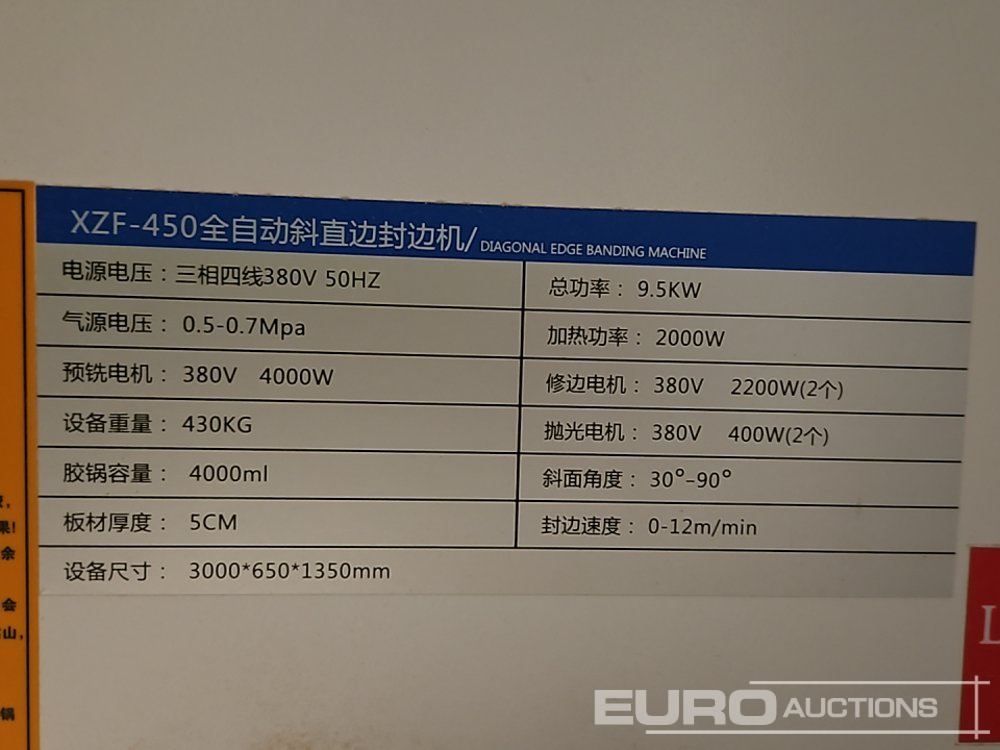 XZF-450全自动斜直边封边机/ DIAGONAL EDGE BANDING MACHINE
电源电压：三相四线380V 50HZ
总功率： 9.5KW
气源电压： 0.5-0.7Mpa
加热功率： 2000W
预铣电机： 380V 4000W
修边电机： 380V 2200W(2个)
设备重量： 430KG
抛光电机： 380V 400W(2个)
胶锅容量： 4000ml
斜面角度： 30°-90°
板材厚度： 5CM
封边速度： 0-12m/min
设备尺寸： 3000*650*1350mm
果!
余
会
山,
锅
L
EURO AUCTIONS